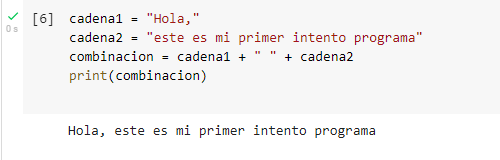 [6] cadena1 = "Hola,"
0 s cadena2 = "este es mi primer intento programa"
combinacion = cadena1 + " " + cadena2
print(combinacion)
Hola, este es mi primer intento programa